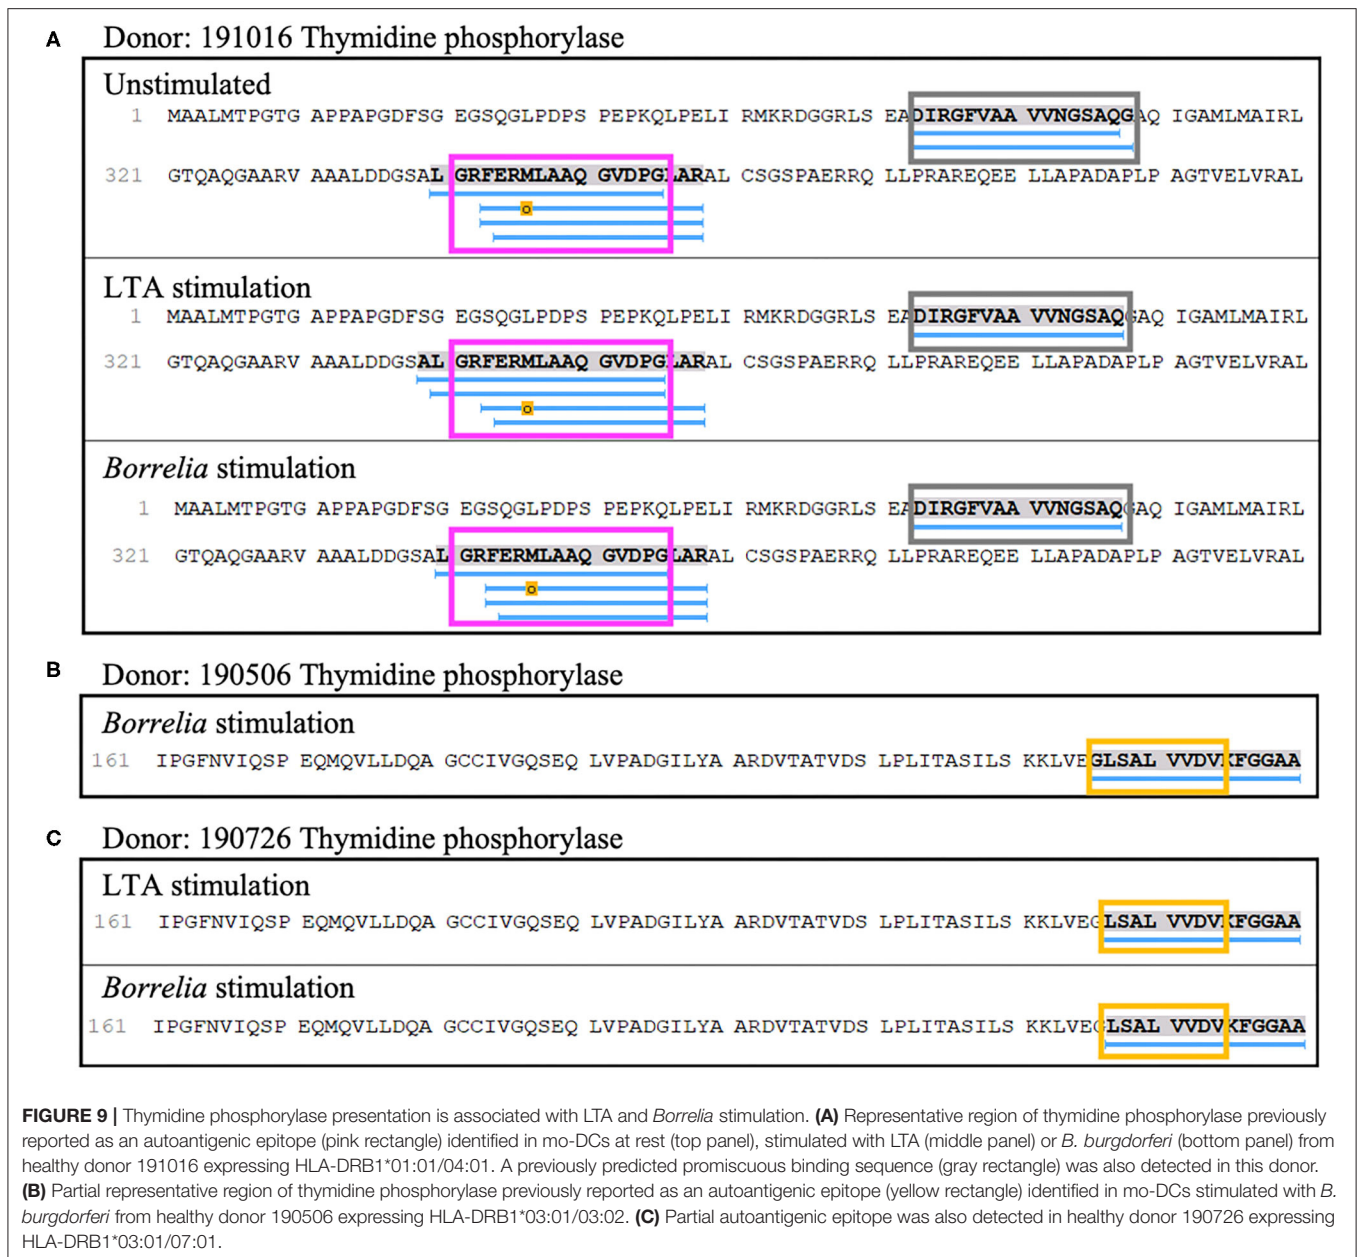 A Donor: 191016 Thymidine phosphorylase
Unstimulated
1 MAALMTPGTG APPAPGDFSG EGSQGLPDPS PEPKQLPELI RMKRDGGRLS EADIRGFVAA VVNGSAQGAQ IGAMLMAIRL
321 GTQAQGAARV AAALDDGSAL GRFERMLAAQ GVDPGLARAL CSGSPAERRQ LLPRAREQEE LLAPADAPLP AGTVELVRAL
o
LTA stimulation
1 MAALMTPGTG APPAPGDFSG EGSQGLPDPS PEPKQLPELI RMKRDGGRLS EADIRGFVAA VVNGSAQGAQ IGAMLMAIRL
321 GTQAQGAARV AAALDDGSAL GRFERMLAAQ GVDPGLARAL CSGSPAERRQ LLPRAREQEE LLAPADAPLP AGTVELVRAL
o
Borrelia stimulation
1 MAALMTPGTG APPAPGDFSG EGSQGLPDPS PEPKQLPELI RMKRDGGRLS EADIRGFVAA VVNGSAQGAQ IGAMLMAIRL
321 GTQAQGAARV AAALDDGSAL GRFERMLAAQ GVDPGLARAL CSGSPAERRQ LLPRAREQEE LLAPADAPLP AGTVELVRAL
o
B Donor: 190506 Thymidine phosphorylase
Borrelia stimulation
161 IPGFNVIQSP EQMQVLLDQA GCCIVGQSEQ LVPADGILYA ARDVTATVDS LPLITASILS KKLVEGLSAL VVDVKFGGAA
C Donor: 190726 Thymidine phosphorylase
LTA stimulation
161 IPGFNVIQSP EQMQVLLDQA GCCIVGQSEQ LVPADGILYA ARDVTATVDS LPLITASILS KKLVEGLSAL VVDVKFGGAA
Borrelia stimulation
161 IPGFNVIQSP EQMQVLLDQA GCCIVGQSEQ LVPADGILYA ARDVTATVDS LPLITASILS KKLVEGLSAL VVDVKFGGAA
FIGURE 9 | Thymidine phosphorylase presentation is associated with LTA and Borrelia stimulation. (A) Representative region of thymidine phosphorylase previously
reported as an autoantigenic epitope (pink rectangle) identified in mo-DCs at rest (top panel), stimulated with LTA (middle panel) or B. burgdorferi (bottom panel) from
healthy donor 191016 expressing HLA-DRB1*01:01/04:01. A previously predicted promiscuous binding sequence (gray rectangle) was also detected in this donor.
(B) Partial representative region of thymidine phosphorylase previously reported as an autoantigenic epitope (yellow rectangle) identified in mo-DCs stimulated with B.
burgdorferi from healthy donor 190506 expressing HLA-DRB1*03:01/03:02. (C) Partial autoantigenic epitope was also detected in healthy donor 190726 expressing
HLA-DRB1*03:01/07:01.